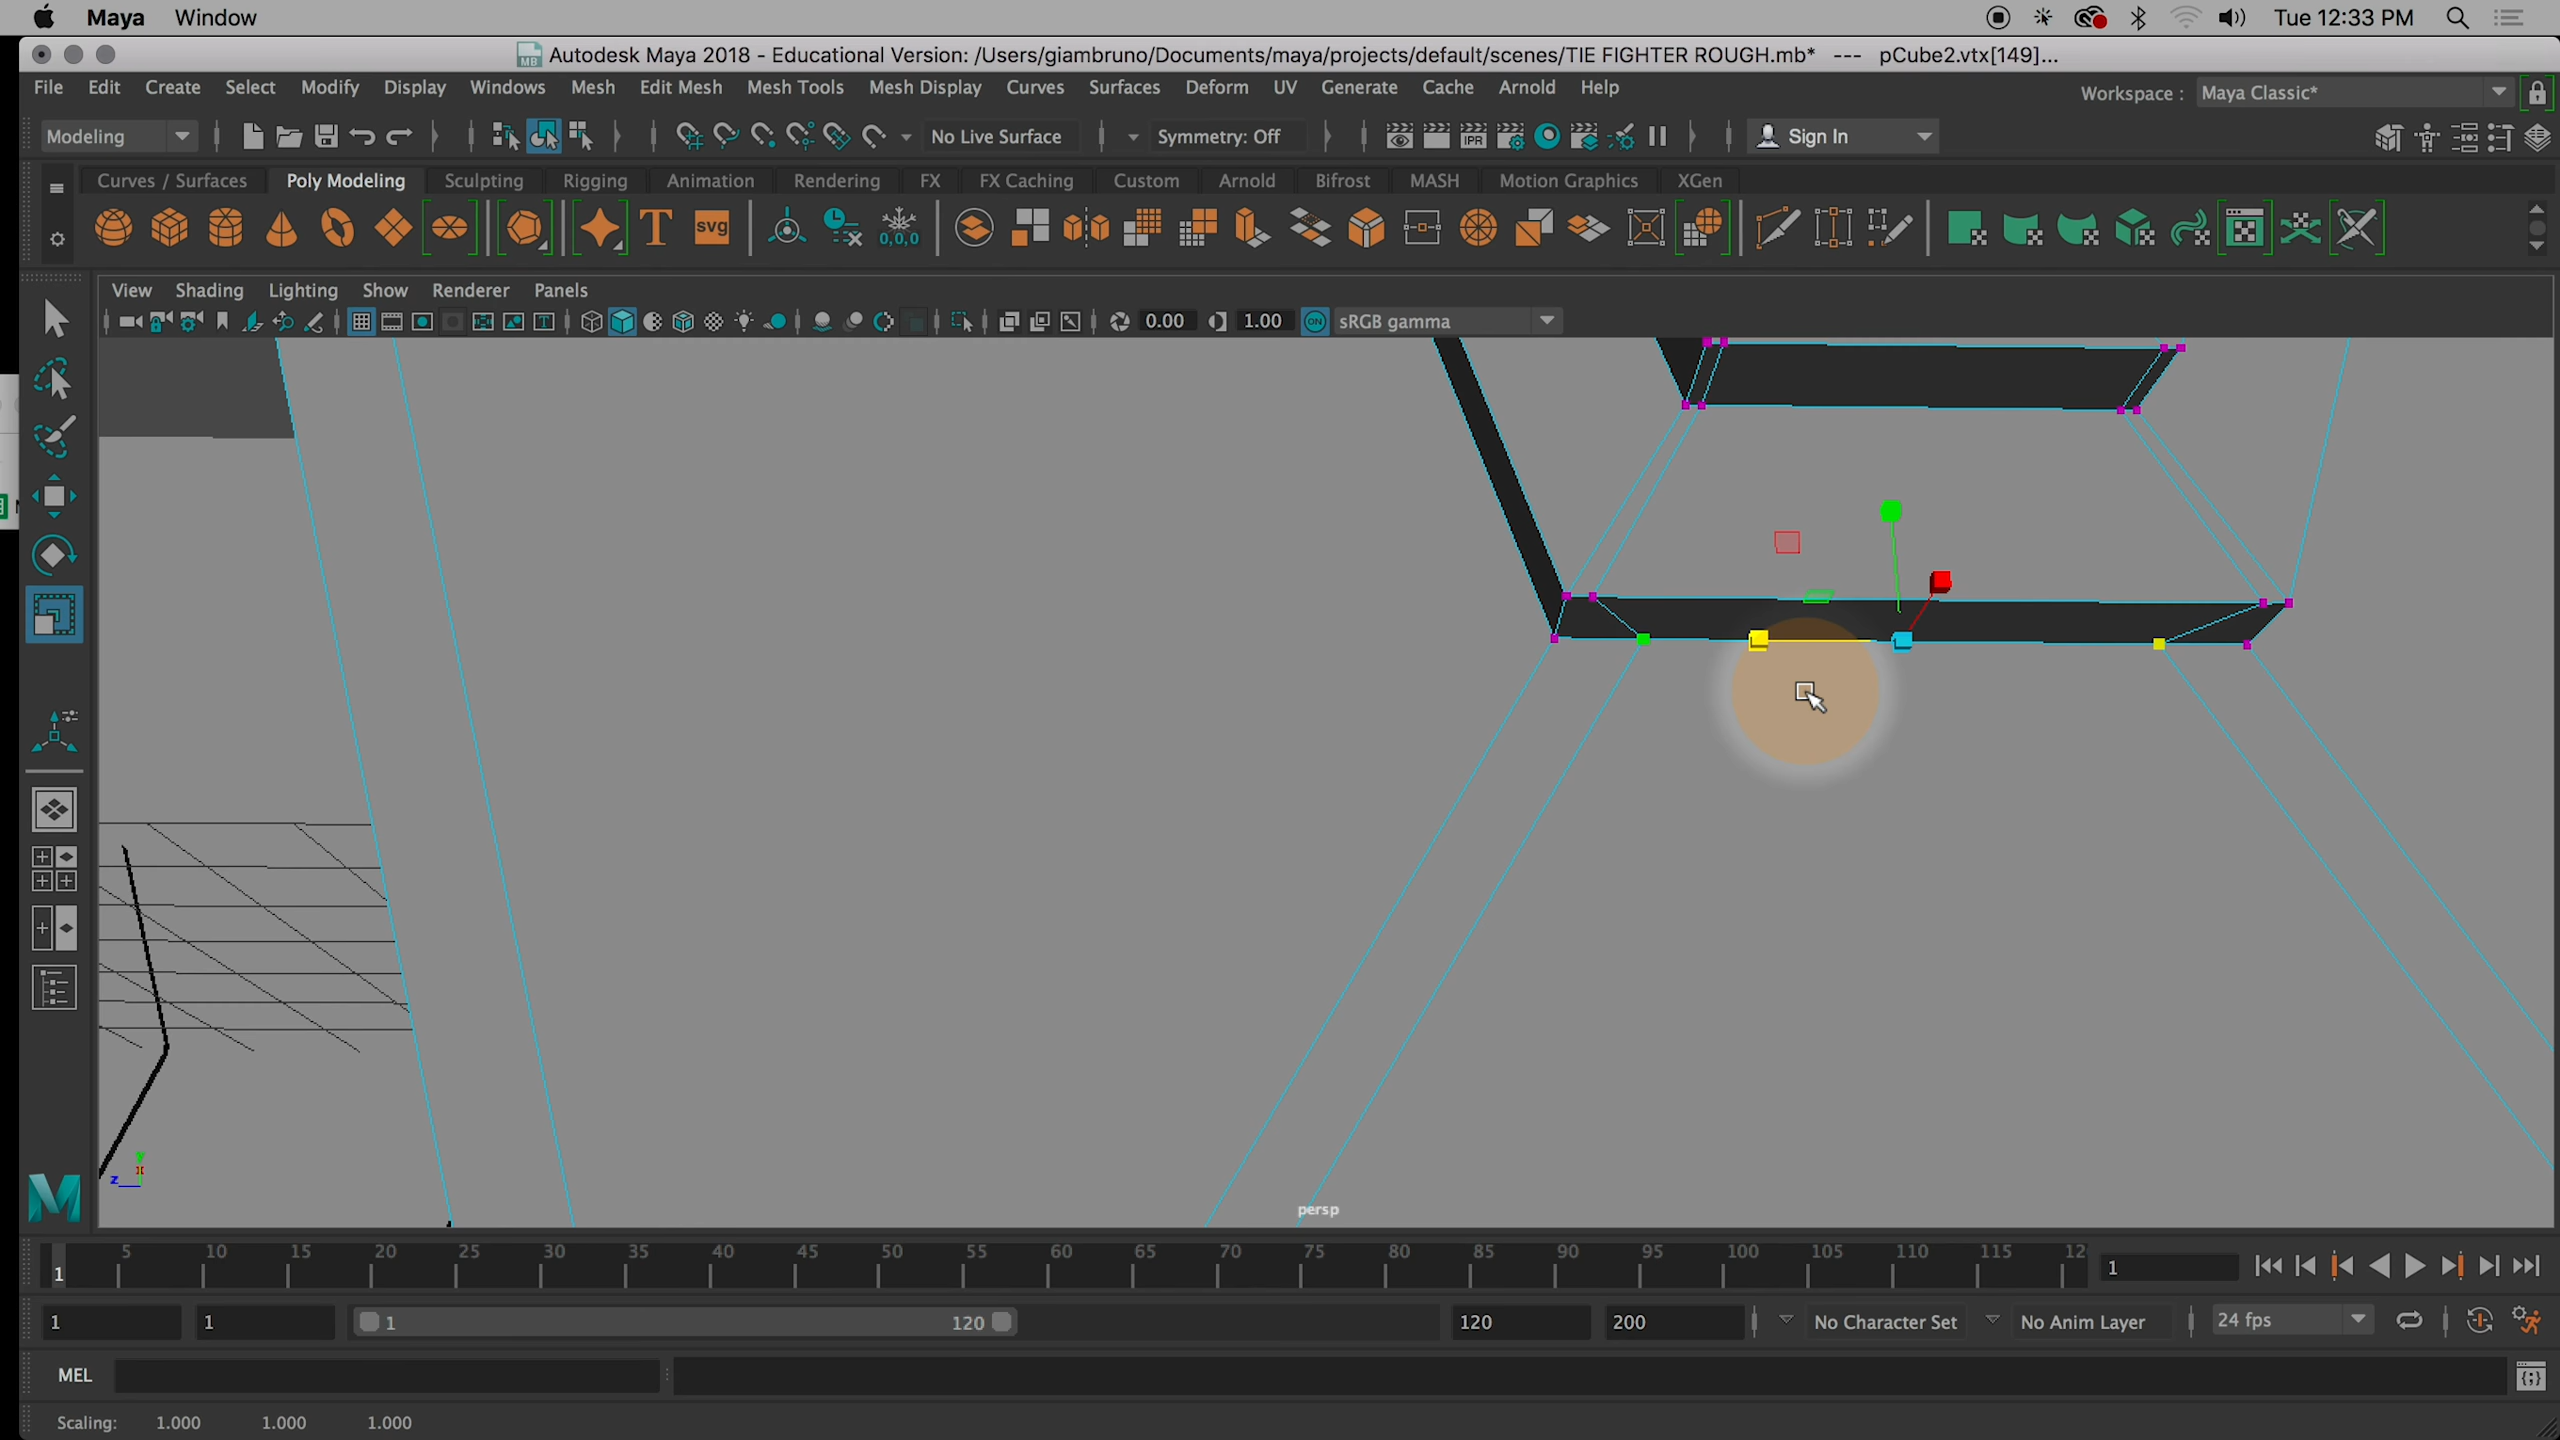 Maya Window Tue 12:33 PM
MB Autodesk Maya 2018 - Educational Version: /Users/giambruno/Documents/maya/projects/default/scenes/TIE FIGHTER ROUGH.mb* --- pCube2.vtx[149]...
File Edit Create Select Modify Display Windows Mesh Edit Mesh Mesh Tools Mesh Display Curves Surfaces Deform UV Generate Cache Arnold Help Workspace : Maya Classic*
Modeling No Live Surface Symmetry: Off IPR Sign In
Curves / Surfaces Poly Modeling Sculpting Rigging Animation Rendering FX FX Caching Custom Arnold Bifrost MASH Motion Graphics XGen
T svg 0,0,0
View Shading Lighting Show Renderer Panels
0.00 1.00 ON sRGB gamma
Y
z
persp
5 10 15 20 25 30 35 40 45 50 55 60 65 70 75 80 85 90 95 100 105 110 115 12
1 1
1 1 1 120 120 200 No Character Set No Anim Layer 24 fps
MEL
Scaling: 1.000 1.000 1.000